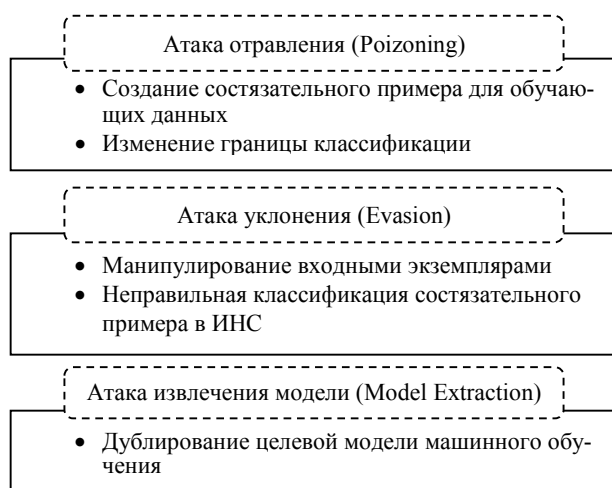 Атака отравления (Poizoning)
• Создание состязательного примера для обучаю-
щих данных
• Изменение границы классификации
Атака уклонения (Evasion)
• Манипулирование входными экземплярами
• Неправильная классификация состязательного
примера в ИНС
Атака извлечения модели (Model Extraction)
• Дублирование целевой модели машинного обу-
чения